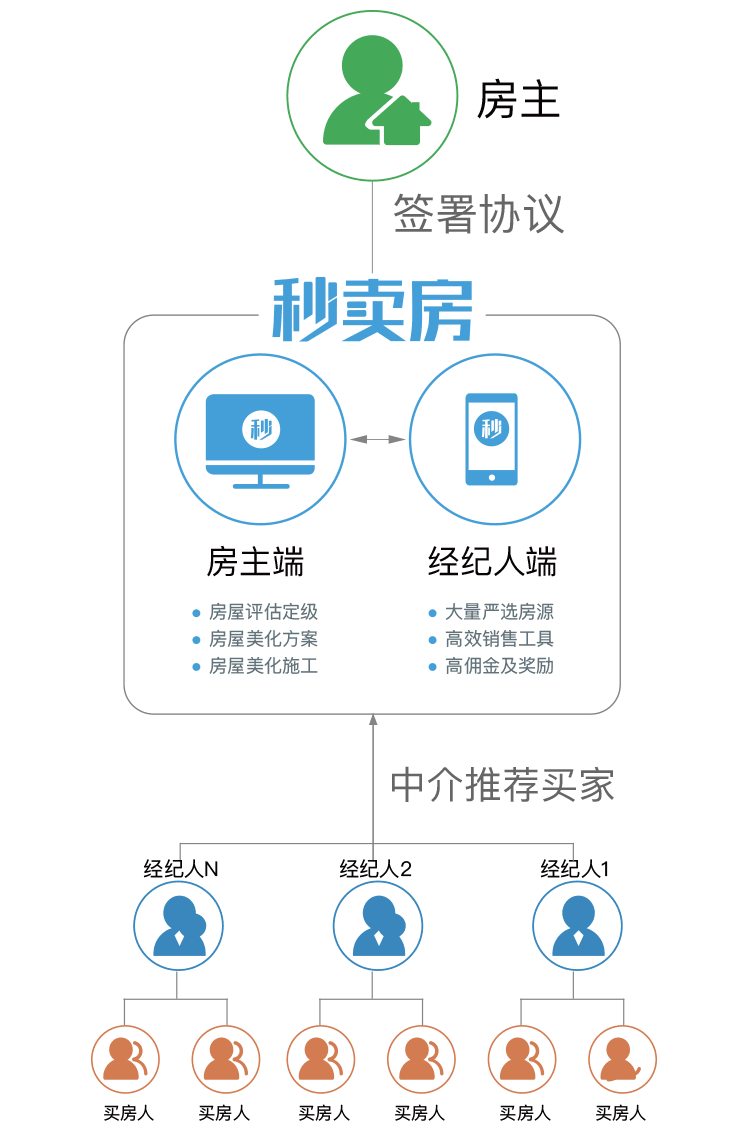 房主
签署协议
秒卖房
秒
秒
房主端
经纪人端
房屋评估定级
房屋美化方案
房屋美化施工
大量严选房源
高效销售工具
高佣金及奖励
中介推荐买家
经纪人N
经纪人2
经纪人1
买房人
买房人
买房人
买房人
买房人
买房人